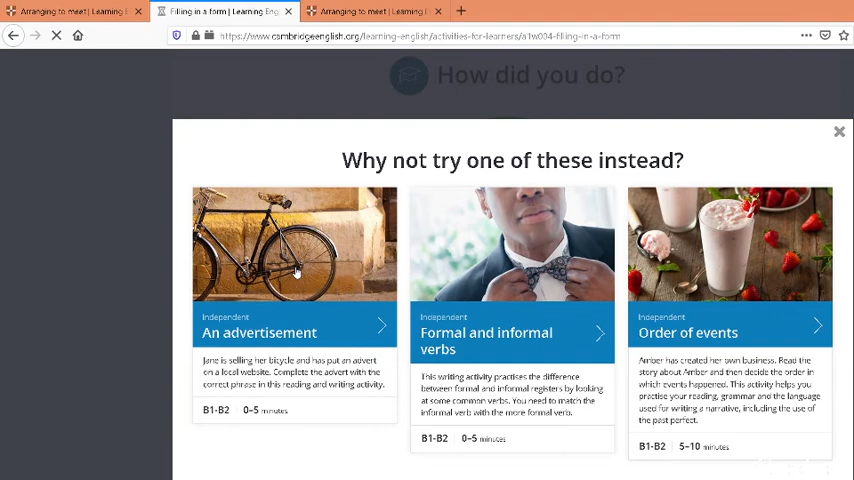 Arranging to meet | Learning E
Filling in a form | Learning Eng
Arranging to meet | Learning E
https://www.cambridgeenglish.org/learning-english/activities-for-learners/a1w004-filling-in-a-form
How did you do?
Why not try one of these instead?
Independent
An advertisement
Jane is selling her bicycle and has put an advert
on a local website. Complete the advert with the
correct phrase in this reading and writing activity.
B1-B2 0–5 minutes
Independent
Formal and informal
verbs
This writing activity practises the difference
between formal and informal registers by looking
at some common verbs. You need to match the
informal verb with the more formal verb.
B1-B2 0–5 minutes
Independent
Order of events
Amber has created her own business. Read the
story about Amber and then decide the order in
which events happened. This activity helps you
practise your reading, grammar and the language
used for writing a narrative, including the use of
the past perfect.
B1-B2 5–10 minutes